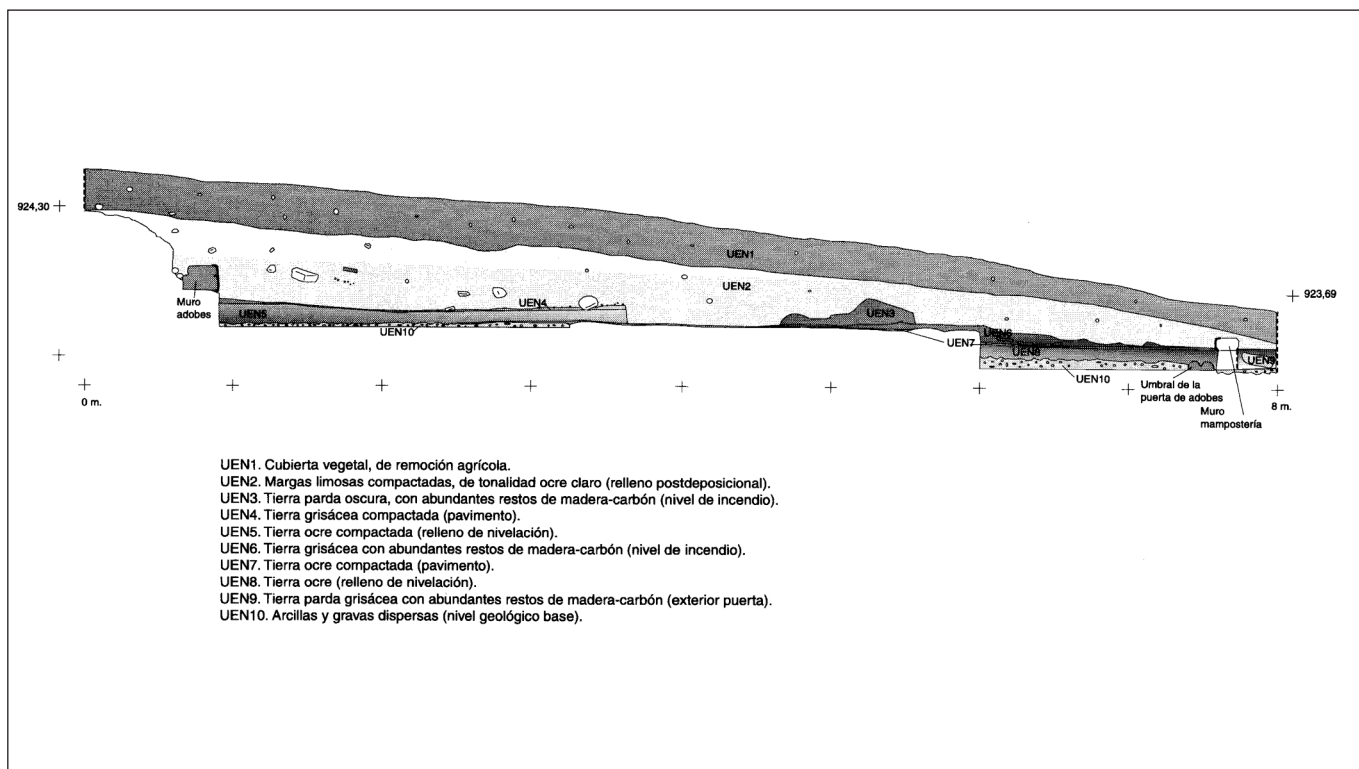 924,30
UEN1
UEN2
923,69
Muro
adobes
UEN5
UEN4
UEN10
UEN3
UEN7
UEN6
UEN8
UEN9
UEN10
Umbral de la
puerta de adobes
Muro
mampostería
0 m.
8 m.
UEN1. Cubierta vegetal, de remoción agrícola.
UEN2. Margas limosas compactadas, de tonalidad ocre claro (relleno postdeposicional).
UEN3. Tierra parda oscura, con abundantes restos de madera-carbón (nivel de incendio).
UEN4. Tierra grisácea compactada (pavimento).
UEN5. Tierra ocre compactada (relleno de nivelación).
UEN6. Tierra grisácea con abundantes restos de madera-carbón (nivel de incendio).
UEN7. Tierra ocre compactada (pavimento).
UEN8. Tierra ocre (relleno de nivelación).
UEN9. Tierra parda grisácea con abundantes restos de madera-carbón (exterior puerta).
UEN10. Arcillas y gravas dispersas (nivel geológico base).